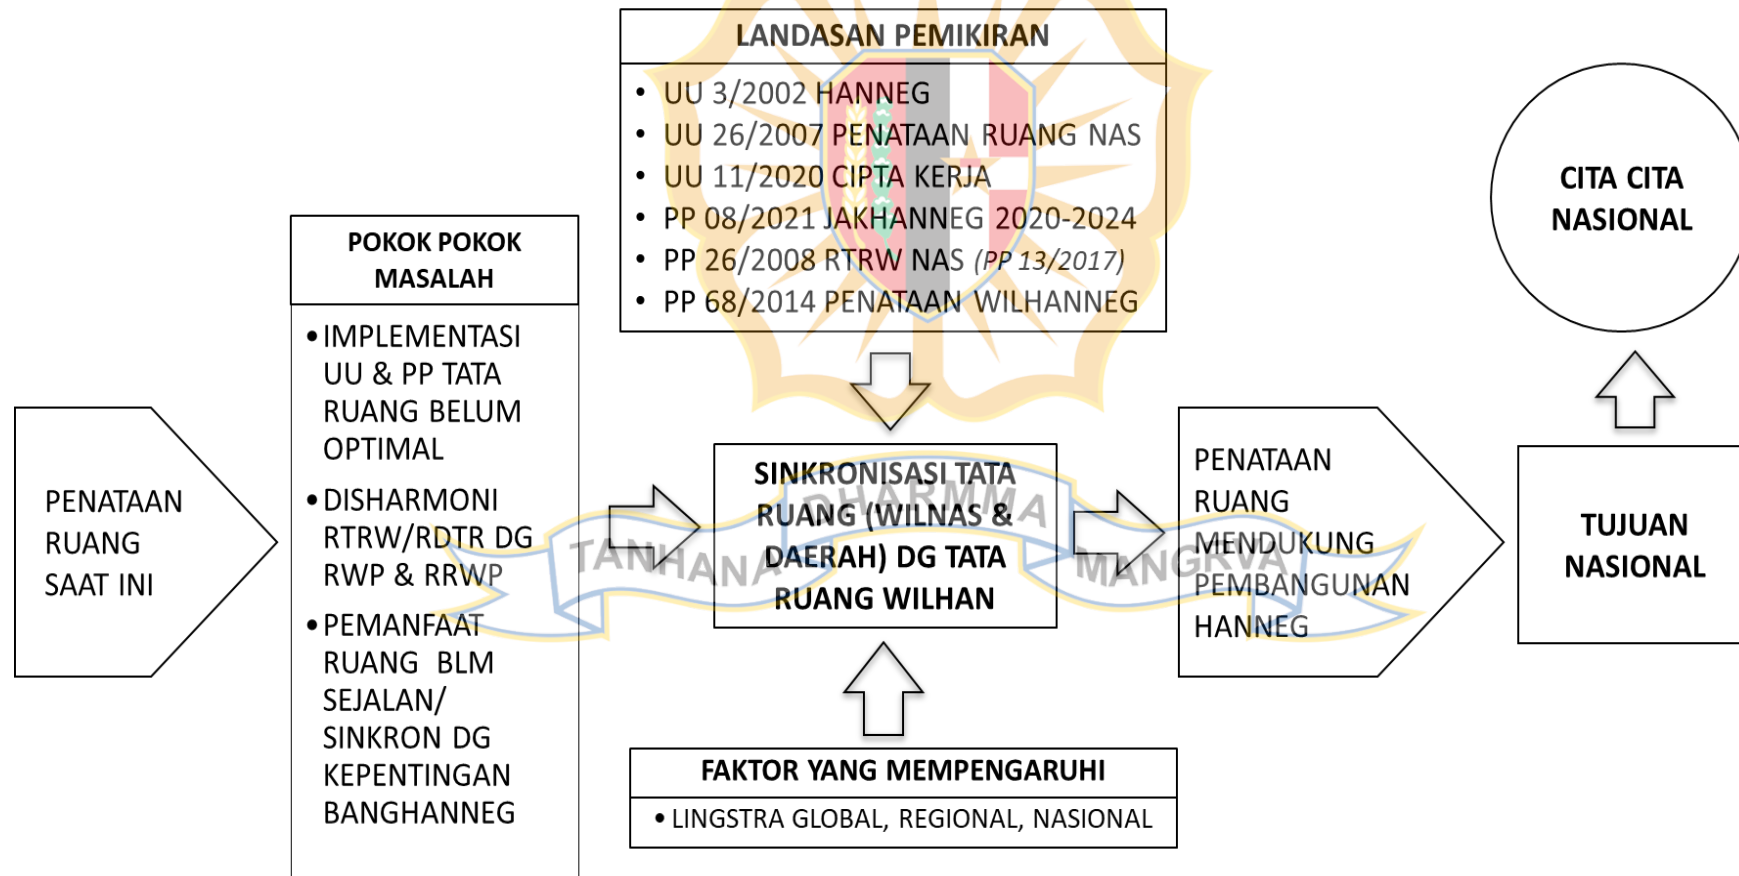 LANDASAN PEMIKIRAN
• UU 3/2002 HANNEG
• UU 26/2007 PENATAAN RUANG NAS
• UU 11/2020 CIPTA KERJA
• PP 08/2021 JAKHANNEG 2020-2024
• PP 26/2008 RTRW NAS (PP 13/2017)
• PP 68/2014 PENATAAN WILHANNEG
PENATAAN
RUANG
SAAT INI
POKOK POKOK
MASALAH
• IMPLEMENTASI
UU & PP TATA
RUANG BELUM
OPTIMAL
• DISHARMONI
RTRW/RDTR DG
RWP & RRWP
• PEMANFAAT
RUANG BLM
SEJALAN/
SINKRON DG
KEPENTINGAN
BANGHANNEG
SINKRONISASI TATA
RUANG (WILNAS &
DAERAH) DG TATA
RUANG WILHAN
TANHANA DHARMMA MANGRVA
FAKTOR YANG MEMPENGARUHI
• LINGSTRA GLOBAL, REGIONAL, NASIONAL
PENATAAN
RUANG
MENDUKUNG
PEMBANGUNAN
HANNEG
TUJUAN
NASIONAL
CITA CITA
NASIONAL